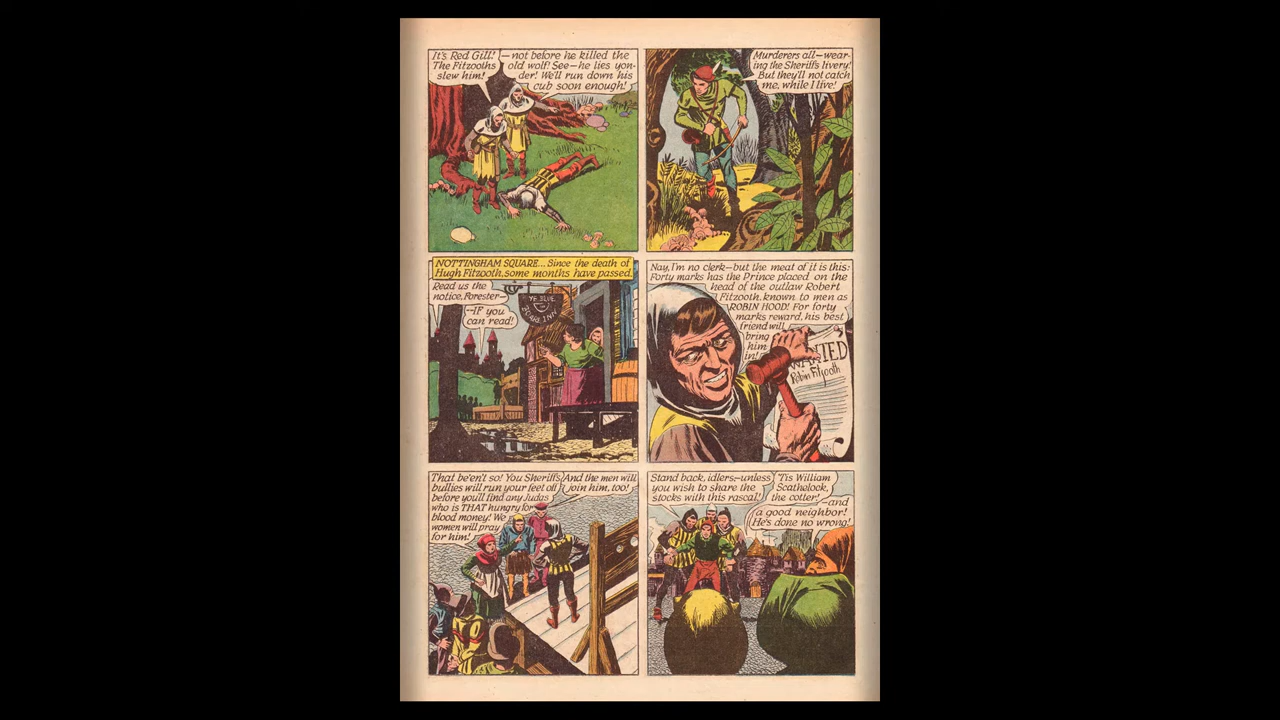 It's Red Gill!
The Fitzooths
slew him!
—not before he killed the
old wolf! See—he lies yon-
der! We'll run down his
cub soon enough!
Murderers all—wear-
ing the Sheriff's livery!
But they'll not catch
me, while I live!
NOTTINGHAM SQUARE... Since the death of
Hugh Fitzooth, some months have passed.
Read us the
notice, Forester—
—IF you
can read!
YE BLUE
BOAR INN
Nay, I'm no clerk—but the meat of it is this:
Forty marks has the Prince placed on the
head of the outlaw Robert
Fitzooth, known to men as
ROBIN HOOD! For forty
marks reward, his best
friend will
bring
him
in!
WANTED
Robin Fitzooth
That be'en't so! You Sheriff's
bullies will run your feet off
before you'll find any Judas
who is THAT hungry for
blood money! We
women will pray
for him!
And the men will
join him, too!
Stand back, idlers—unless
you wish to share the
stocks with this rascal!
'Tis William
Scathelook,
the cotter!
—and
a good neighbor!
He's done no wrong!